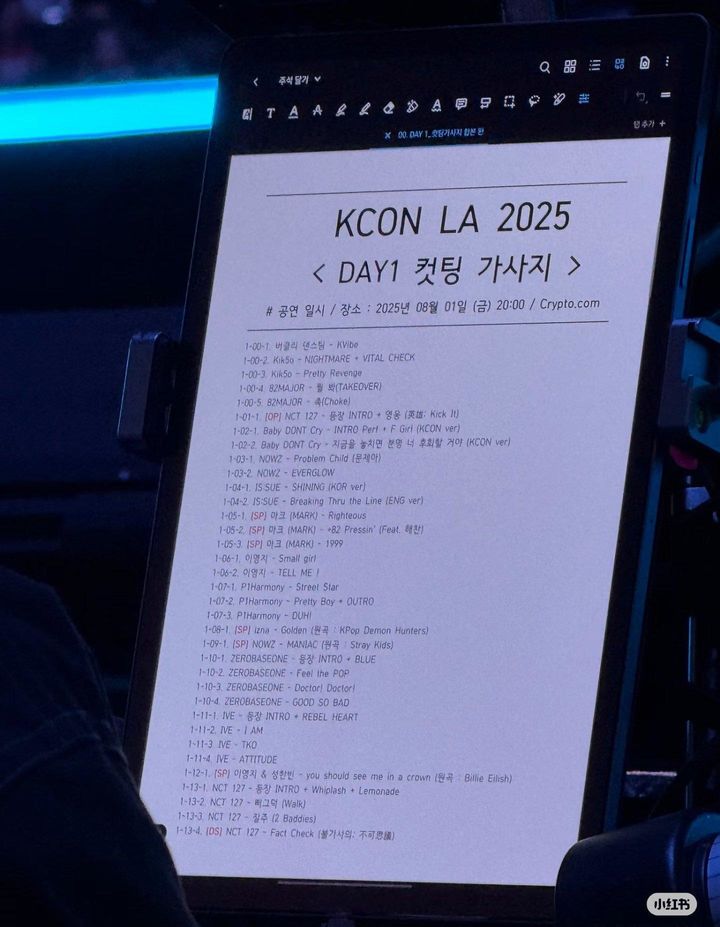 주석 달기
T A A A
× 00. DAY 1_컷팅가사지 합본 완
탭 추가 +
KCON LA 2025
< DAY1 컷팅 가사지 >
# 공연 일시 / 장소 : 2025년 08월 01일 (금) 20:00 / Crypto.com
1-00-1. 버클리 댄스팀 - KVibe
1-00-2. Kik5o - NIGHTMARE + VITAL CHECK
1-00-3. Kik5o - Pretty Revenge
1-00-4. 82MAJOR - 뭘 봐(TAKEOVER)
1-00-5. 82MAJOR - 촉(Choke)
1-01-1. [OP] NCT 127 - 등장 INTRO + 영웅 (英雄; Kick It)
1-02-1. Baby DONT Cry - INTRO Perf + F Girl (KCON ver)
1-02-2. Baby DONT Cry - 지금을 놓치면 분명 너 후회할 거야 (KCON ver)
1-03-1. NOWZ - Problem Child (문제아)
1-03-2. NOWZ - EVERGLOW
1-04-1. IS:SUE - SHINING (KOR ver)
1-04-2. IS:SUE - Breaking Thru the Line (ENG ver)
1-05-1. [SP] 마크 (MARK) - Righteous
1-05-2. [SP] 마크 (MARK) - +82 Pressin' (Feat. 해찬)
1-05-3. [SP] 마크 (MARK) - 1999
1-06-1. 이영지 - Small girl
1-06-2. 이영지 - TELL ME !
1-07-1. P1Harmony - Street Star
1-07-2. P1Harmony - Pretty Boy + OUTRO
1-07-3. P1Harmony - DUH!
1-08-1. [SP] izna - Golden (원곡 : KPop Demon Hunters)
1-09-1. [SP] NOWZ - MANIAC (원곡 : Stray Kids)
1-10-1. ZEROBASEONE - 등장 INTRO + BLUE
1-10-2. ZEROBASEONE - Feel the POP
1-10-3. ZEROBASEONE - Doctor! Doctor!
1-10-4. ZEROBASEONE - GOOD SO BAD
1-11-1. IVE - 등장 INTRO + REBEL HEART
1-11-2. IVE - I AM
1-11-3 IVE - TKO
1-11-4. IVE - ATTITUDE
1-12-1. [SP] 이영지 & 성한빈 - you should see me in a crown (원곡 : Billie Eilish)
1-13-1. NCT 127 - 등장 INTRO + Whiplash + Lemonade
1-13-2. NCT 127 - 삐그덕 (Walk)
1-13-3. NCT 127 - 질주 (2 Baddies)
1-13-4. [DS] NCT 127 - Fact Check (불가사의; 不可思議)
小红书